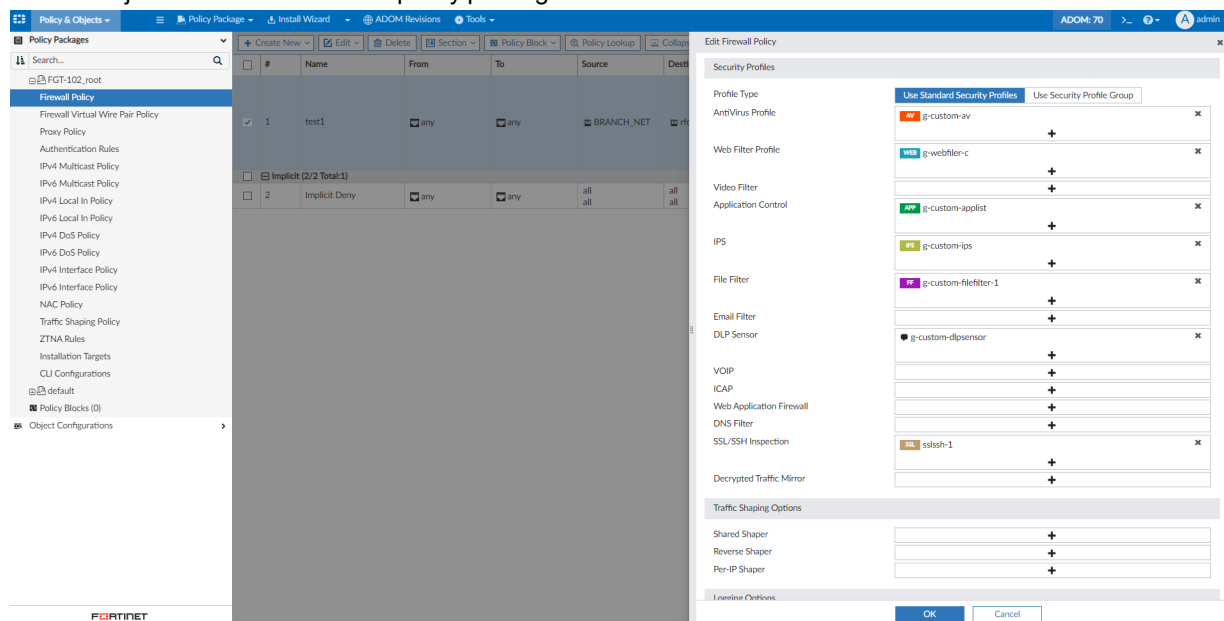 Policy & Objects
Policy Package
Install Wizard
ADOM Revisions
Tools
ADOM: 70
>_
A admin
Policy Packages
Search...
FGT-102_root
Firewall Policy
Firewall Virtual Wire Pair Policy
Proxy Policy
Authentication Rules
IPv4 Multicast Policy
IPv6 Multicast Policy
IPv4 Local In Policy
IPv6 Local In Policy
IPv4 DoS Policy
IPv6 DoS Policy
IPv4 Interface Policy
IPv6 Interface Policy
NAC Policy
Traffic Shaping Policy
ZTNA Rules
Installation Targets
CLI Configurations
default
Policy Blocks (0)
Object Configurations
FORTINET
+ Create New Edit Delete Section Policy Block Policy Lookup Collaps
# Name From To Source Desti
1 test1 any any BRANCH_NET rfc
Implicit (2/2 Total:1)
2 Implicit Deny any any all all
all all
Edit Firewall Policy
Security Profiles
Profile Type Use Standard Security Profiles Use Security Profile Group
AntiVirus Profile AV g-custom-av
Web Filter Profile WEB g-webfiler-c
Video Filter
Application Control APP g-custom-applist
IPS IPS g-custom-ips
File Filter FF g-custom-filefilter-1
Email Filter
DLP Sensor g-custom-dlpsensor
VOIP
ICAP
Web Application Firewall
DNS Filter
SSL/SSH Inspection SSL sslssh-1
Decrypted Traffic Mirror
Traffic Shaping Options
Shared Shaper
Reverse Shaper
Per-IP Shaper
Logging Options
OK Cancel